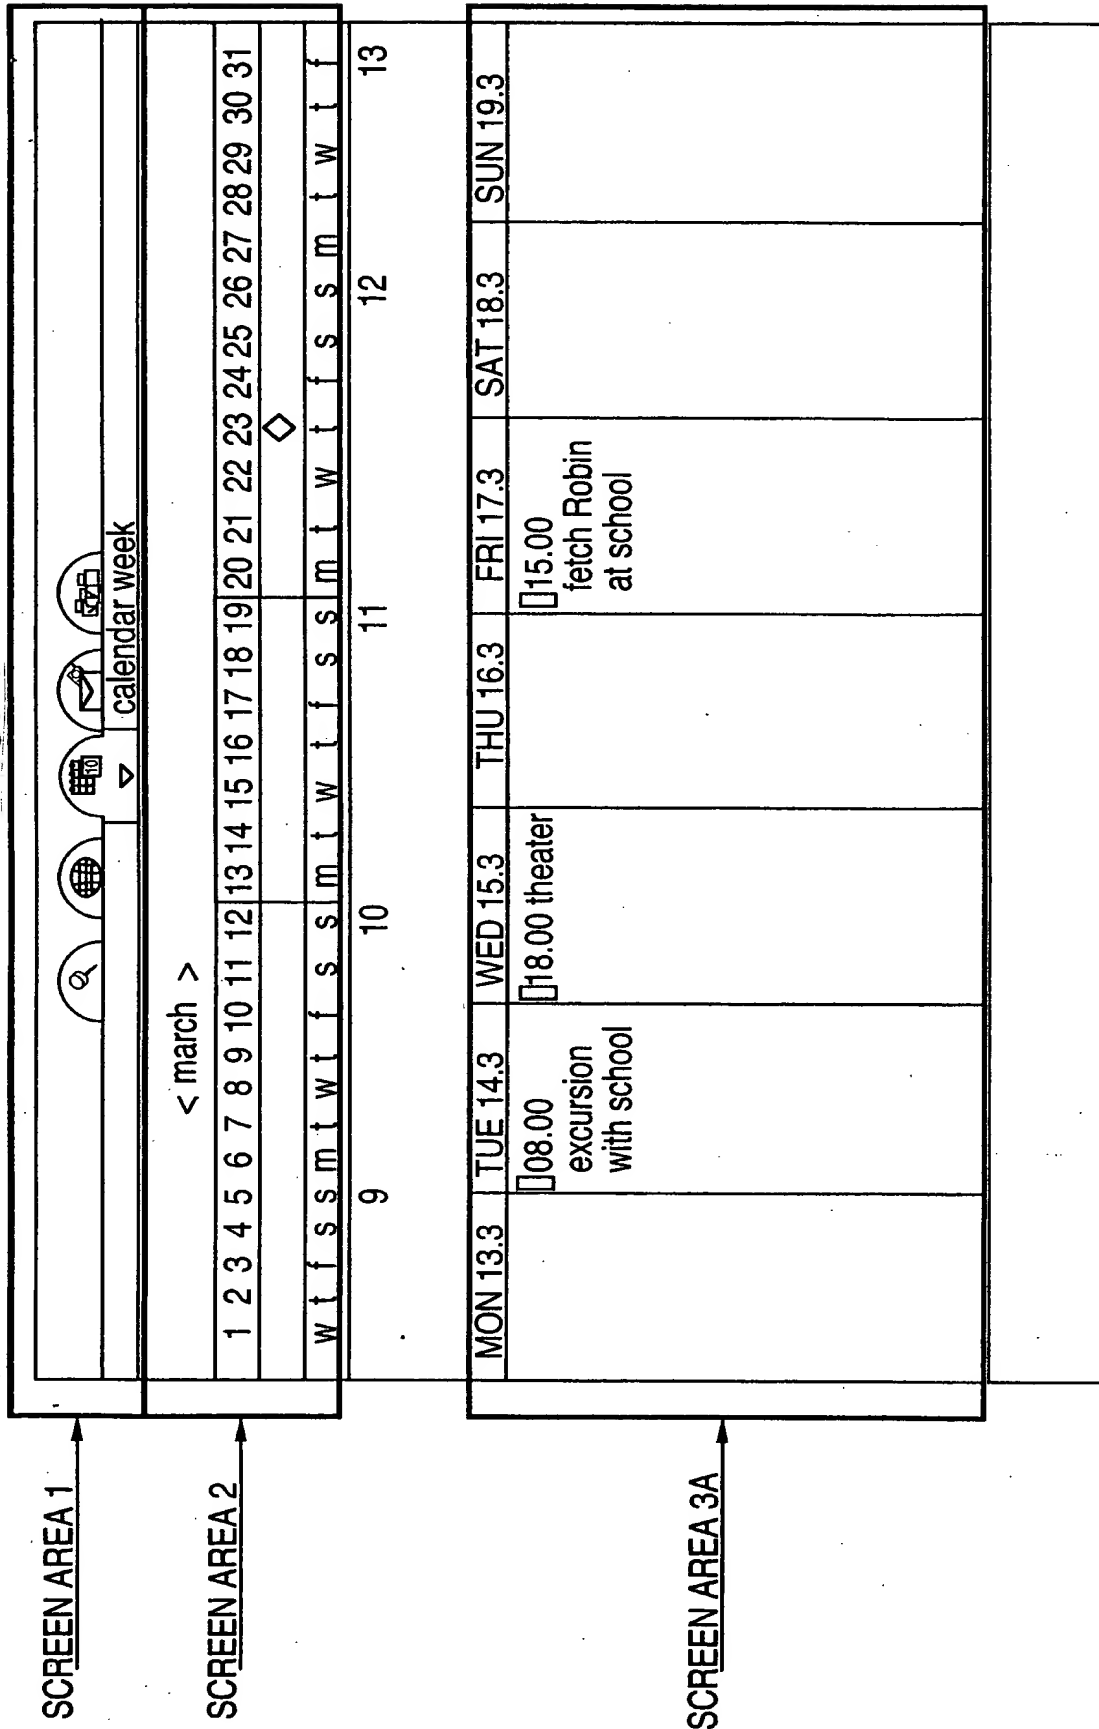 SCREEN AREA 1
10
calendar week
SCREEN AREA 2
< march >
1 2 3 4 5 6 7 8 9 10 11 12 13 14 15 16 17 18 19 20 21 22 23 24 25 26 27 28 29 30 31
w t f s s m t w t f s s m t w t f s s m t w t f s s m t w t f
9 10 11 12 13
SCREEN AREA 3A
MON 13.3 TUE 14.3 WED 15.3 THU 16.3 FRI 17.3 SAT 18.3 SUN 19.3
08.00 18.00 theater 15.00
excursion fetch Robin
with school at school